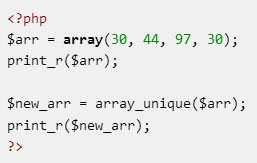 <?php
$arr = array(30, 44, 97, 30);
print_r($arr);

$new_arr = array_unique($arr);
print_r($new_arr);
?>